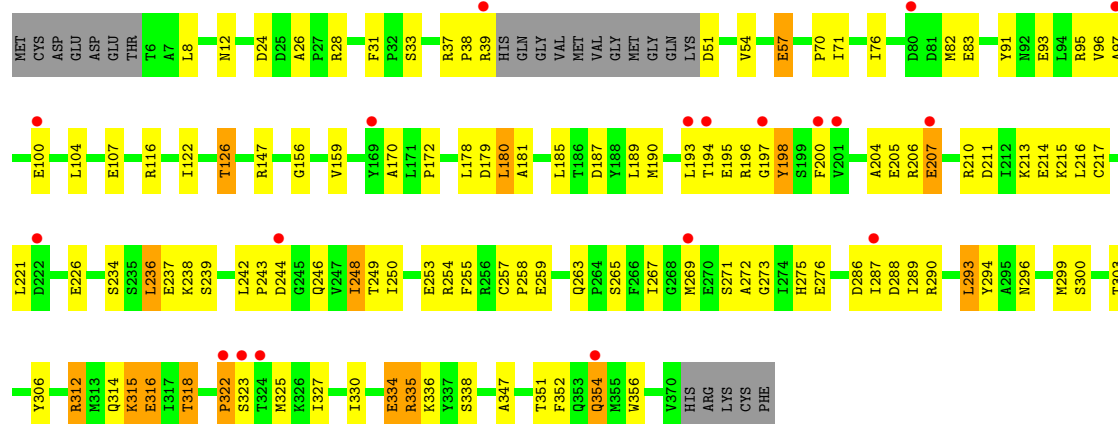 MET CYS ASP GLU ASP GLU THR T6 A7 L8 N12 D24 D25 A26 P27 R28 F31 P32 S33 R37 P38 R39 HIS GLN GLY VAL MET VAL GLY MET GLY GLN LYS D51 V54 E57 P70 I71 I76 D80 D81 M82 E83 Y91 N92 E93 L94 R95 V96 A97
E100 L104 E107 R116 I122 T126 R147 G156 V159 Y169 A170 L171 P172 L178 D179 L180 A181 L185 T186 D187 Y188 L189 M190 L193 T194 E195 R196 G197 Y198 S199 F200 V201 A204 E205 R206 E207 R210 D211 I212 K213 E214 K215 L216 C217
L221 D222 E226 S234 S235 L236 E237 K238 S239 L242 P243 D244 G245 Q246 V247 I248 T249 I250 E253 R254 F255 R256 C257 P258 E259 Q263 P264 S265 F266 I267 G268 M269 E270 S271 A272 G273 I274 H275 E276 D286 I287 D288 I289 R290 L293 Y294 A295 N296 M299 S300 T303
Y306 R312 M313 Q314 K315 E316 I317 T318 P322 S323 T324 M325 K326 I327 I330 E334 R335 K336 Y337 S338 A347 T351 F352 Q353 Q354 M355 W356 V370 HIS ARG LYS CYS PHE